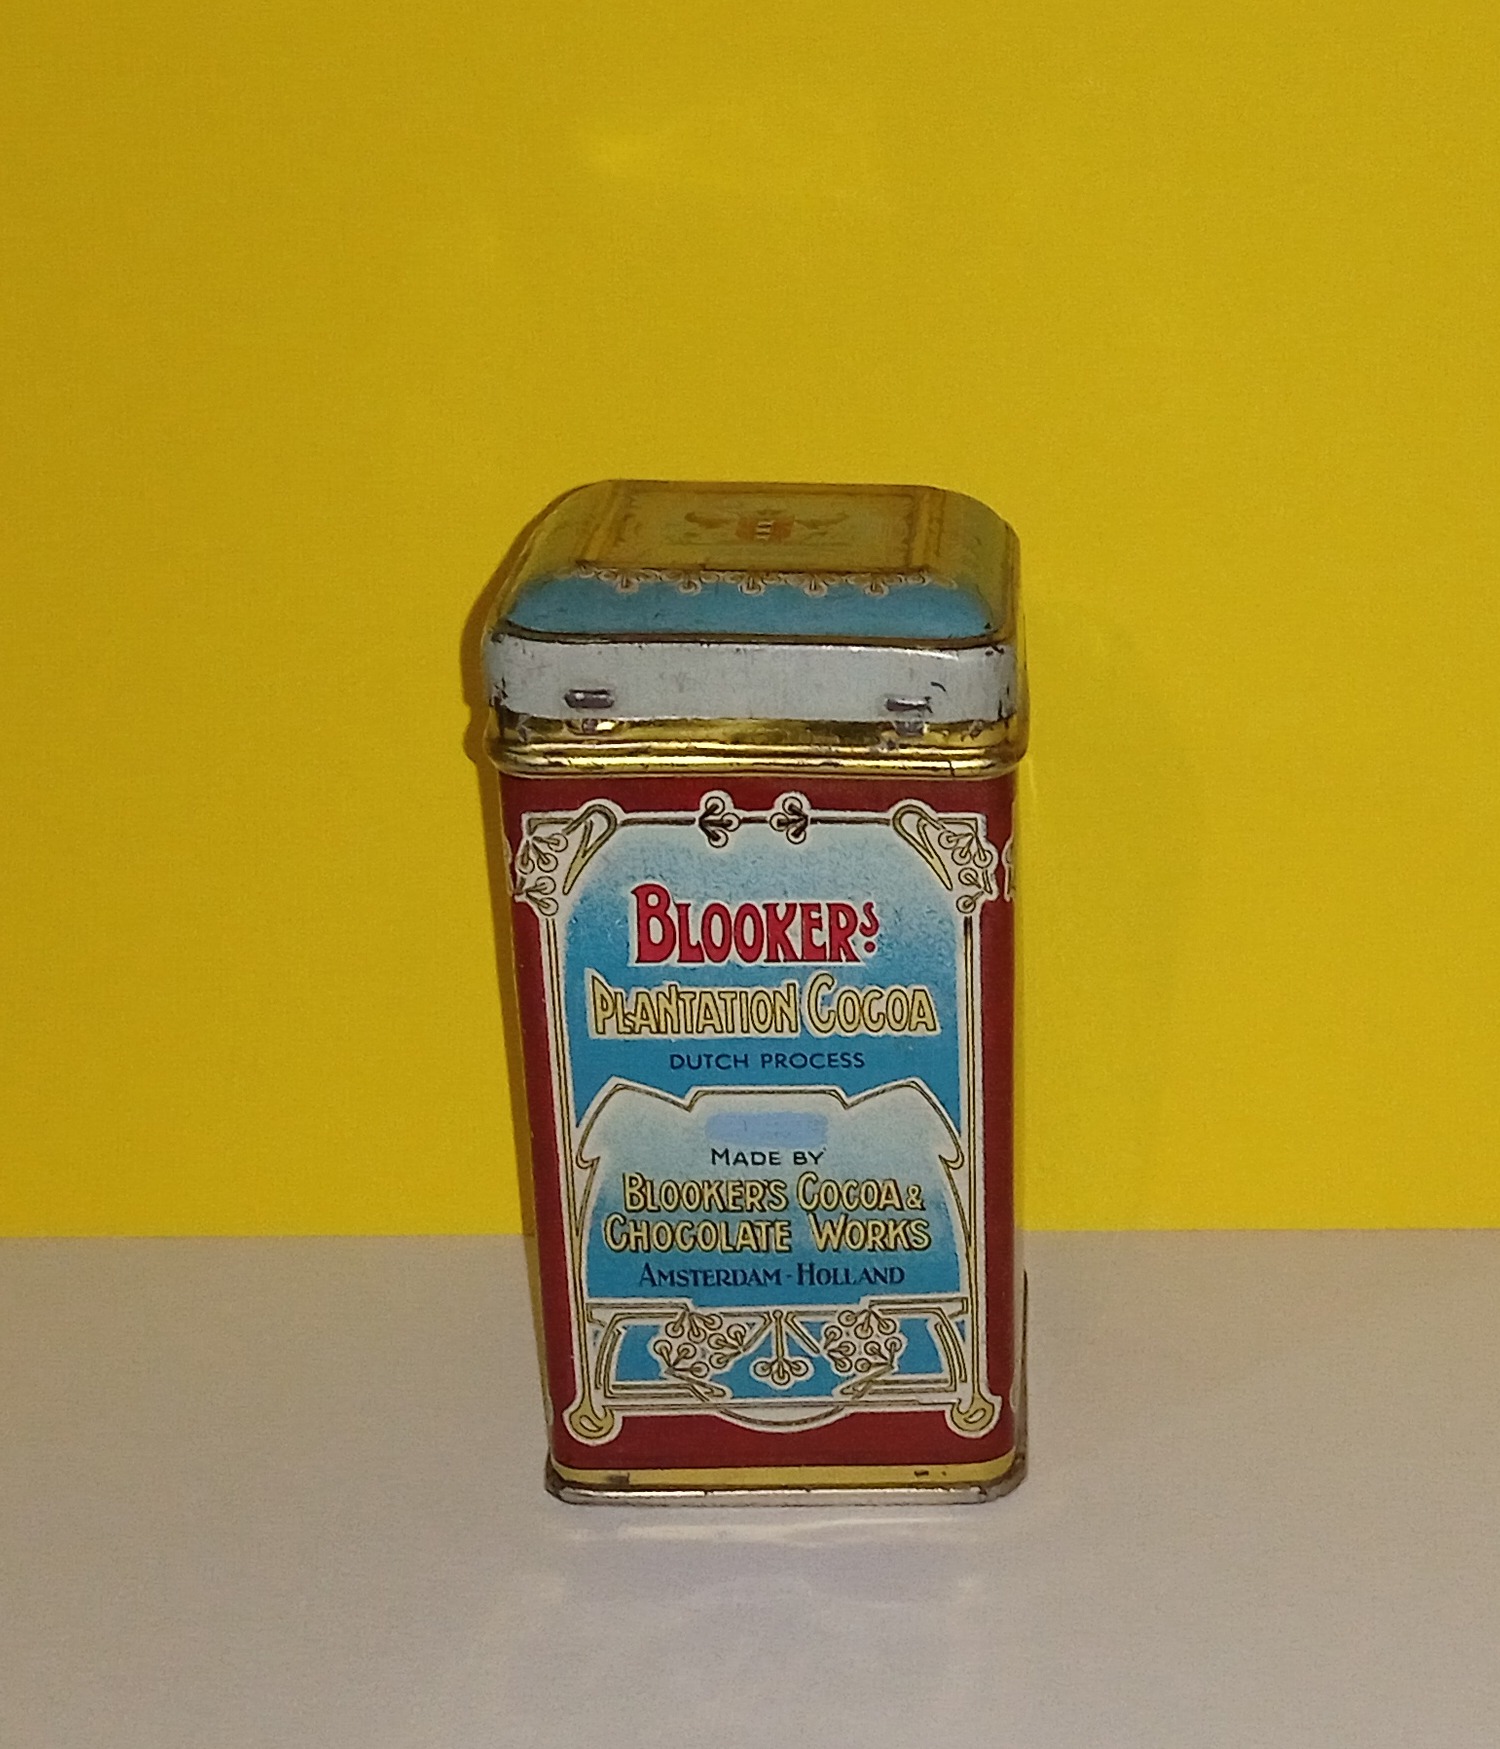 BLOOKERS.
PLANTATION COCOA
DUTCH PROCESS
MADE BY
BLOOKER'S COCOA &
CHOCOLATE WORKS
AMSTERDAM - HOLLAND